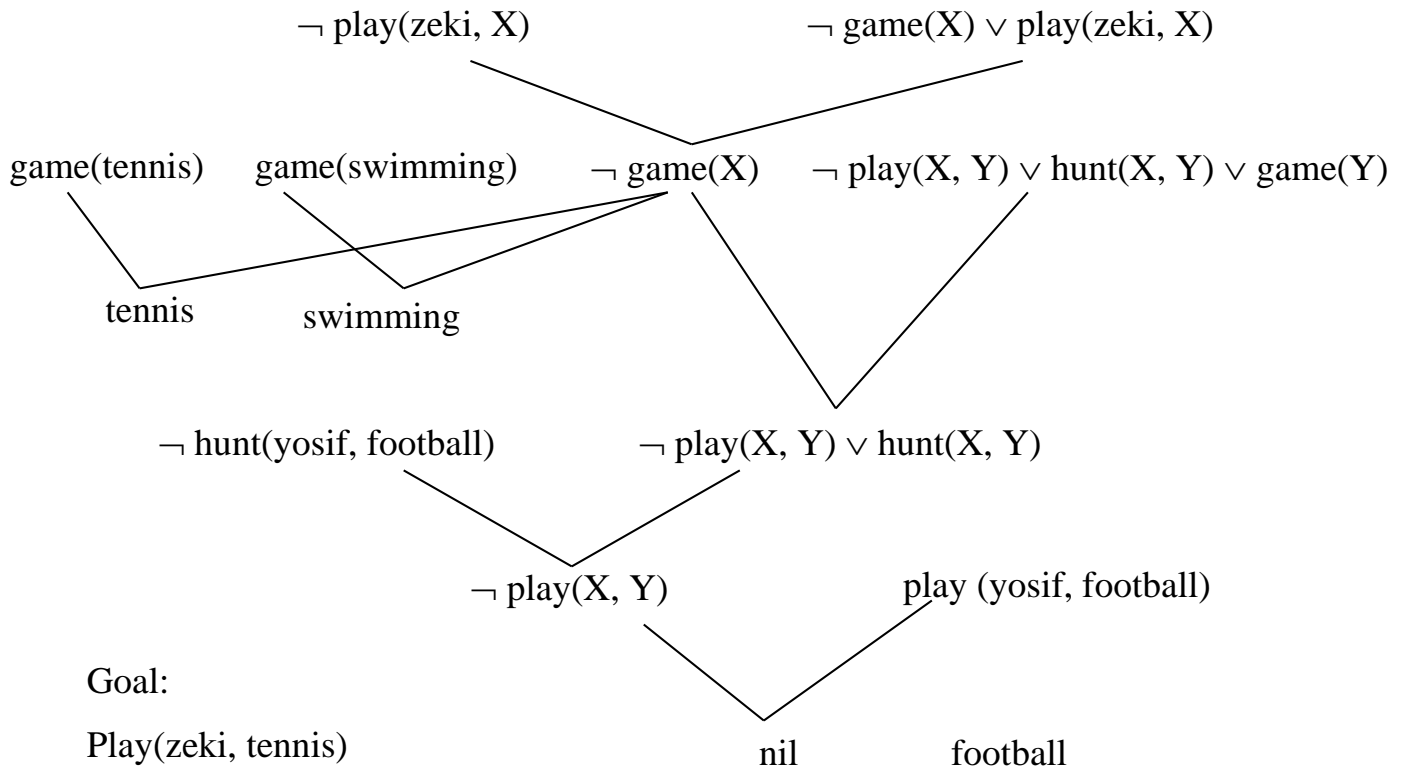 ¬ play(zeki, X) ¬ game(X) ∨ play(zeki, X)
game(tennis) game(swimming) ¬ game(X) ¬ play(X, Y) ∨ hunt(X, Y) ∨ game(Y)
tennis swimming
¬ hunt(yosif, football) ¬ play(X, Y) ∨ hunt(X, Y)
¬ play(X, Y) play (yosif, football)
Goal:
Play(zeki, tennis) nil football